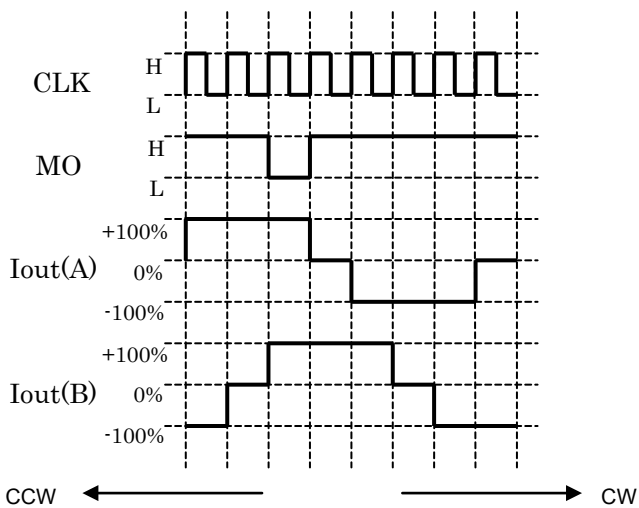 CLK
H
L
MO
H
L
Iout(A)
+100%
0%
-100%
Iout(B)
+100%
0%
-100%
CCW
CW